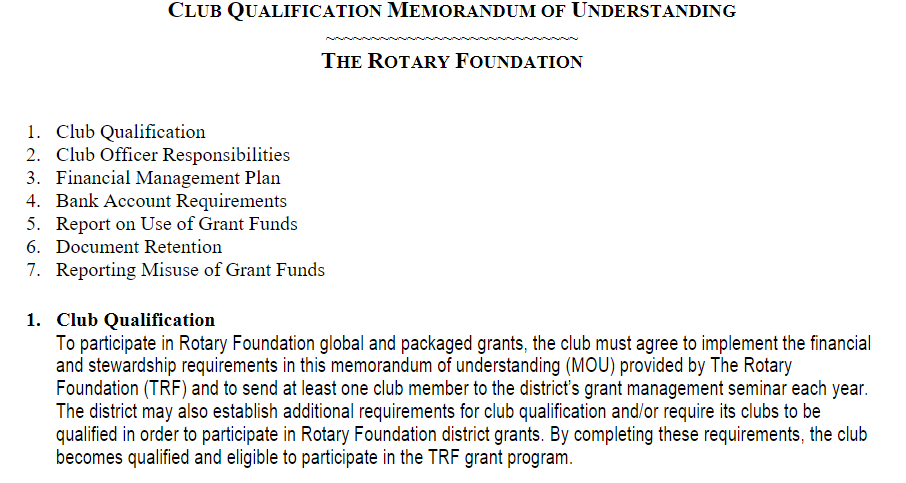 CLUB QUALIFICATION MEMORANDUM OF UNDERSTANDING
~~~~~~~~~~~~~~~~~~~~~~~~~~~~
THE ROTARY FOUNDATION
1. Club Qualification
2. Club Officer Responsibilities
3. Financial Management Plan
4. Bank Account Requirements
5. Report on Use of Grant Funds
6. Document Retention
7. Reporting Misuse of Grant Funds
1. Club Qualification
To participate in Rotary Foundation global and packaged grants, the club must agree to implement the financial
and stewardship requirements in this memorandum of understanding (MOU) provided by The Rotary
Foundation (TRF) and to send at least one club member to the district's grant management seminar each year.
The district may also establish additional requirements for club qualification and/or require its clubs to be
qualified in order to participate in Rotary Foundation district grants. By completing these requirements, the club
becomes qualified and eligible to participate in the TRF grant program.